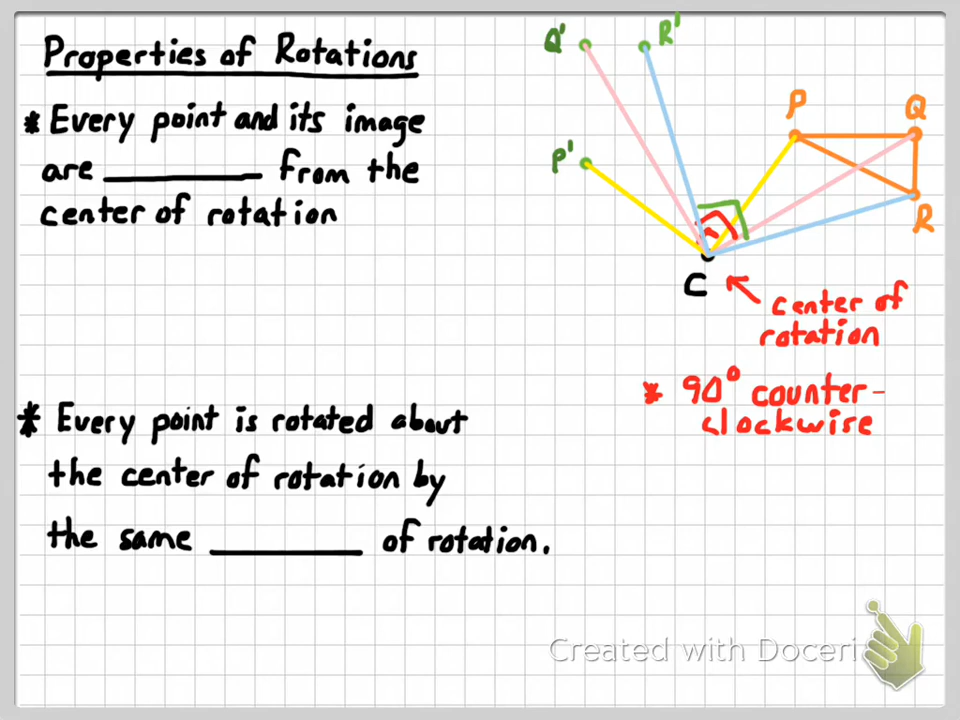 Properties of Rotations
* Every point and its image
are ________ from the
center of rotation
* Every point is rotated about
the center of rotation by
the same ________ of rotation.
Q'
R'
P'
P
Q
R
C
center of
rotation
* 90° counter-
clockwise
Created with Doceri